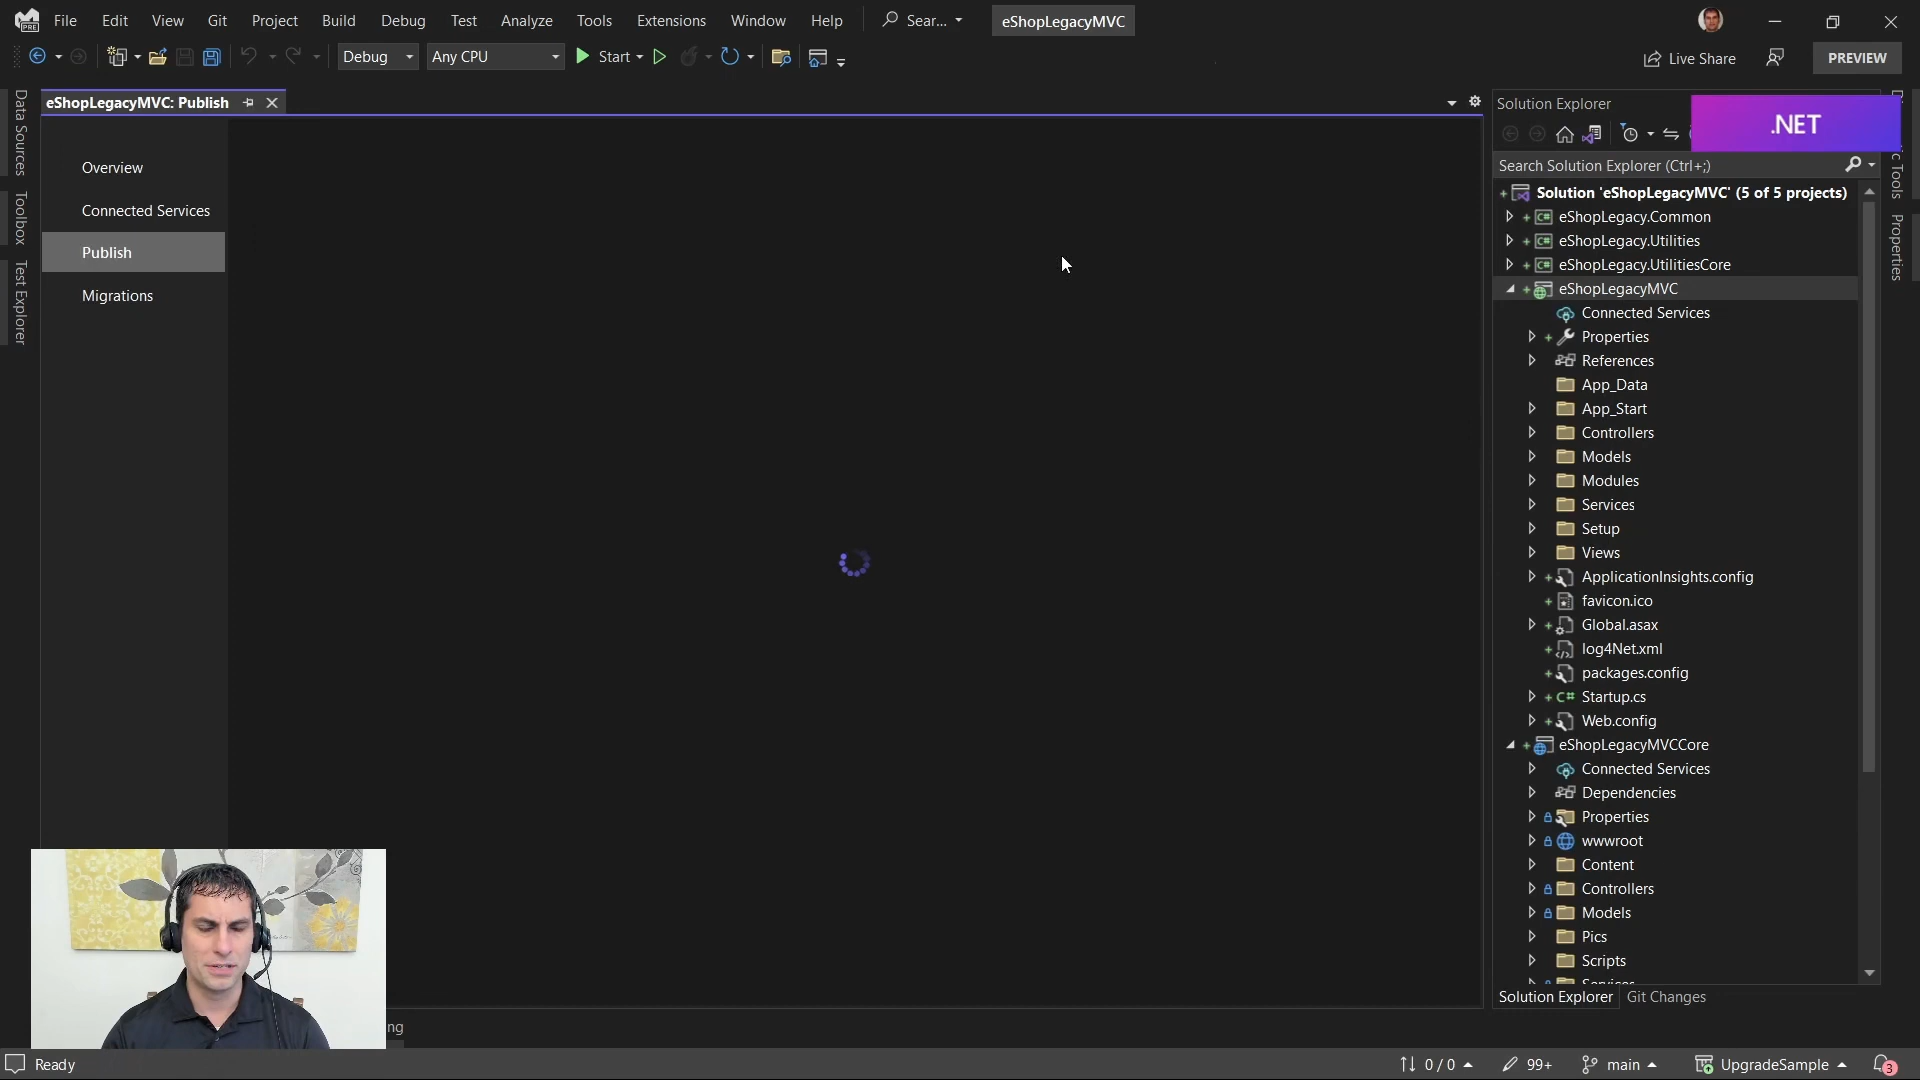 File Edit View Git Project Build Debug Test Analyze Tools Extensions Window Help Sear... eShopLegacyMVC
PRE
Debug Any CPU Start Live Share PREVIEW
Data Sources
Toolbox
Test Explorer
eShopLegacyMVC: Publish
Overview
Connected Services
Publish
Migrations
Solution Explorer
.NET
Search Solution Explorer (Ctrl+;)
Solution 'eShopLegacyMVC' (5 of 5 projects)
eShopLegacy.Common
eShopLegacy.Utilities
eShopLegacy.UtilitiesCore
eShopLegacyMVC
Connected Services
Properties
References
App_Data
App_Start
Controllers
Models
Modules
Services
Setup
Views
ApplicationInsights.config
favicon.ico
Global.asax
log4Net.xml
packages.config
C# Startup.cs
Web.config
eShopLegacyMVCCore
Connected Services
Dependencies
Properties
wwwroot
Content
Controllers
Models
Pics
Scripts
Services
Solution Explorer Git Changes
c Tools
Properties
ng
Ready 0 / 0 99+ main UpgradeSample 3